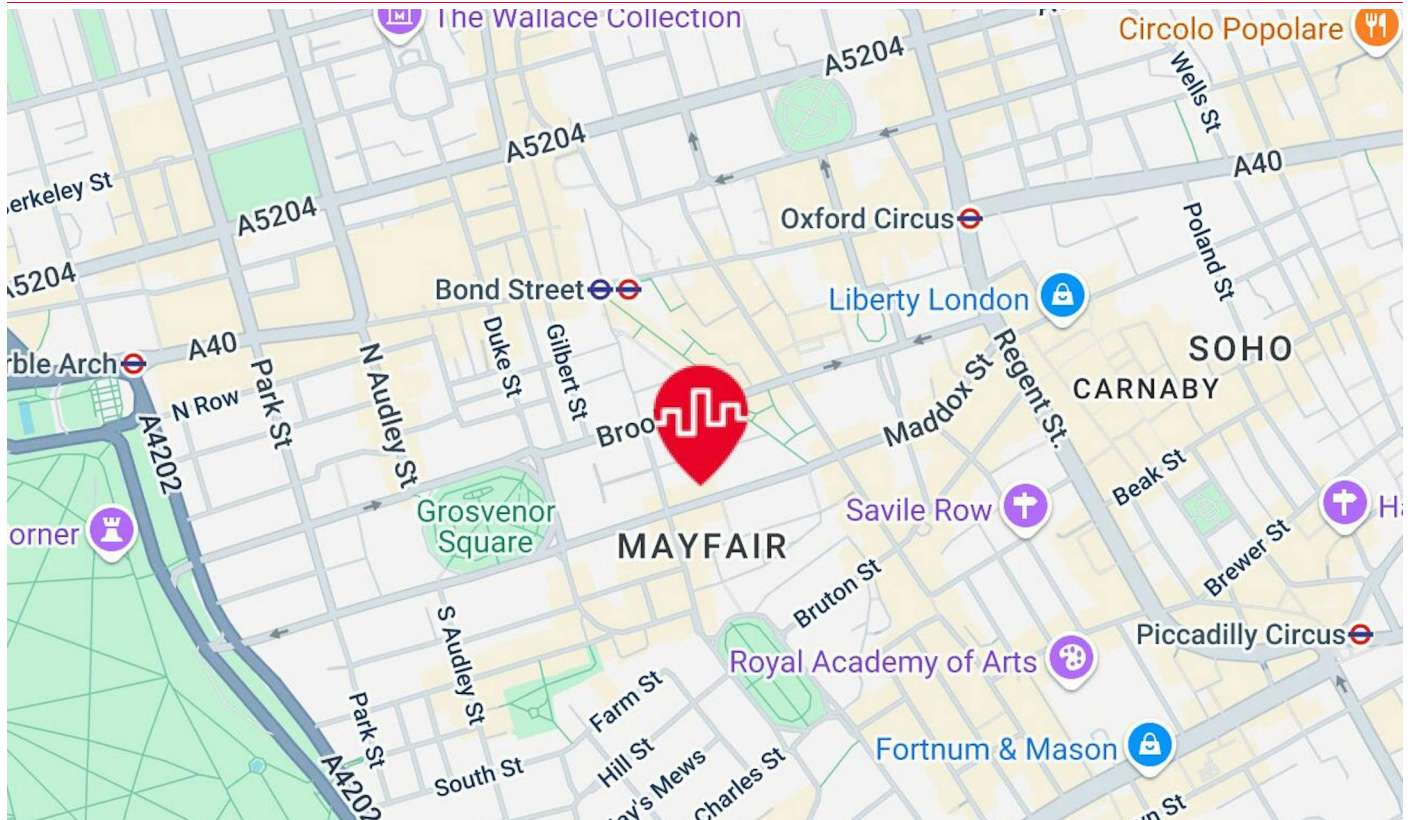 The Wallace Collection
Circolo Popolare
A5204
Wells St
A5204
A40
erkeley St
A5204
Poland St
Oxford Circus
A5204
Bond Street
Liberty London
Duke St
Gilbert St
Regent St.
SOHO
A40
rble Arch
N Audley St
Park St
Maddox St
CARNABY
N Row
Broo
A4202
Beak St
Grosvenor
Square
Savile Row
orner
MAYFAIR
Brewer St
Bruton St
S Audley St
Piccadilly Circus
Royal Academy of Arts
Farm St
Park St
Fortnum & Mason
Hill St
South St
ay's Mews
Charles St
A4202